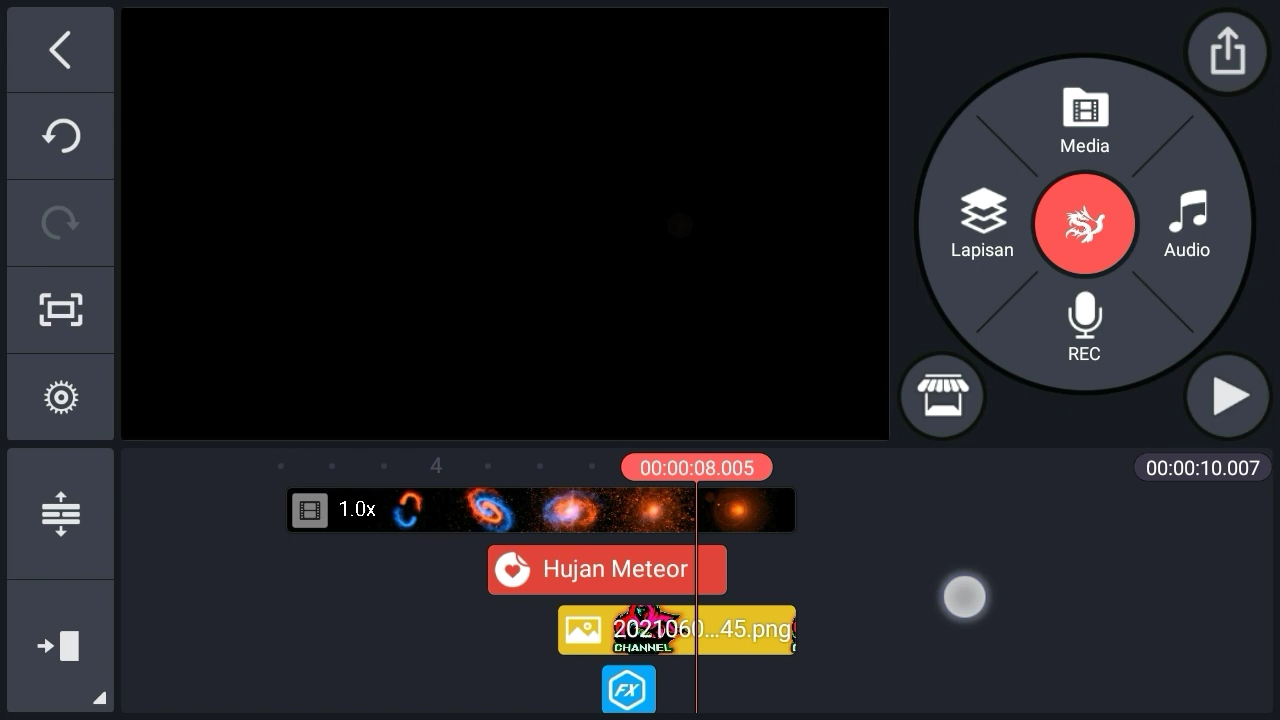 Media
Lapisan
Audio
REC
4
00:00:08.005
00:00:10.007
1.0x
Hujan Meteor
2021060...45.png
CHANNEL
FX